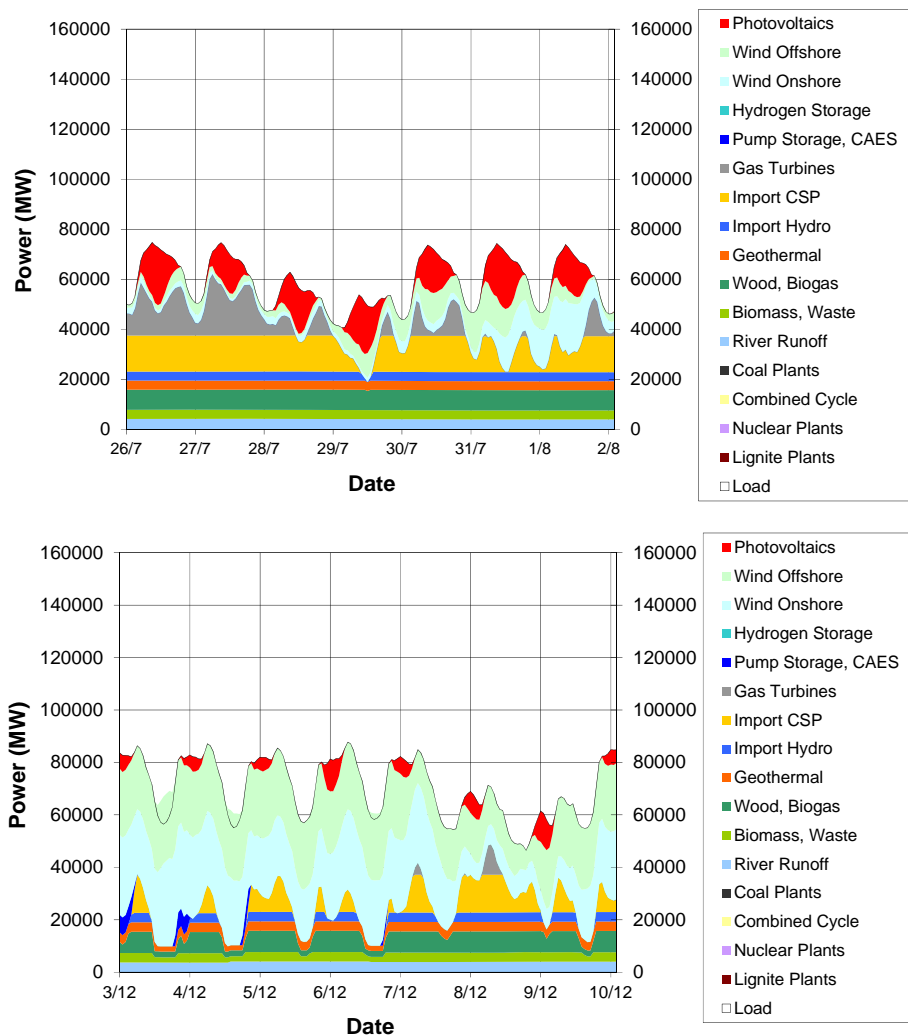 160000
140000
120000
100000
80000
60000
40000
20000
0
Power (MW)
160000
140000
120000
100000
80000
60000
40000
20000
0
26/7 27/7 28/7 29/7 30/7 31/7 1/8 2/8
Date
Photovoltaics
Wind Offshore
Wind Onshore
Hydrogen Storage
Pump Storage, CAES
Gas Turbines
Import CSP
Import Hydro
Geothermal
Wood, Biogas
Biomass, Waste
River Runoff
Coal Plants
Combined Cycle
Nuclear Plants
Lignite Plants
Load
160000
140000
120000
100000
80000
60000
40000
20000
0
Power (MW)
160000
140000
120000
100000
80000
60000
40000
20000
0
3/12 4/12 5/12 6/12 7/12 8/12 9/12 10/12
Date
Photovoltaics
Wind Offshore
Wind Onshore
Hydrogen Storage
Pump Storage, CAES
Gas Turbines
Import CSP
Import Hydro
Geothermal
Wood, Biogas
Biomass, Waste
River Runoff
Coal Plants
Combined Cycle
Nuclear Plants
Lignite Plants
Load